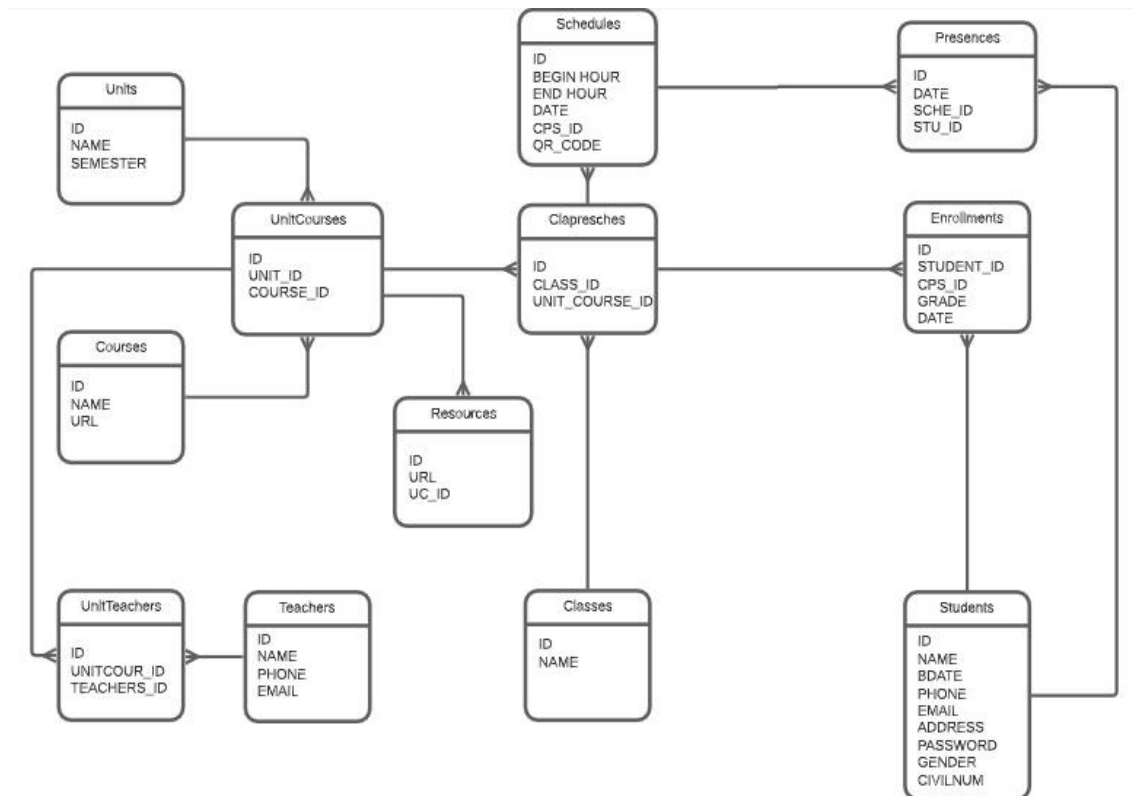 Schedules
ID
BEGIN HOUR
END HOUR
DATE
CPS_ID
QR_CODE
Presences
ID
DATE
SCHE_ID
STU_ID
Units
ID
NAME
SEMESTER
UnitCourses
ID
UNIT_ID
COURSE_ID
Clapresches
ID
CLASS_ID
UNIT_COURSE_ID
Enrollments
ID
STUDENT_ID
CPS_ID
GRADE
DATE
Courses
ID
NAME
URL
Resources
ID
URL
UC_ID
UnitTeachers
ID
UNITCOUR_ID
TEACHERS_ID
Teachers
ID
NAME
PHONE
EMAIL
Classes
ID
NAME
Students
ID
NAME
BDATE
PHONE
EMAIL
ADDRESS
PASSWORD
GENDER
CIVILNUM